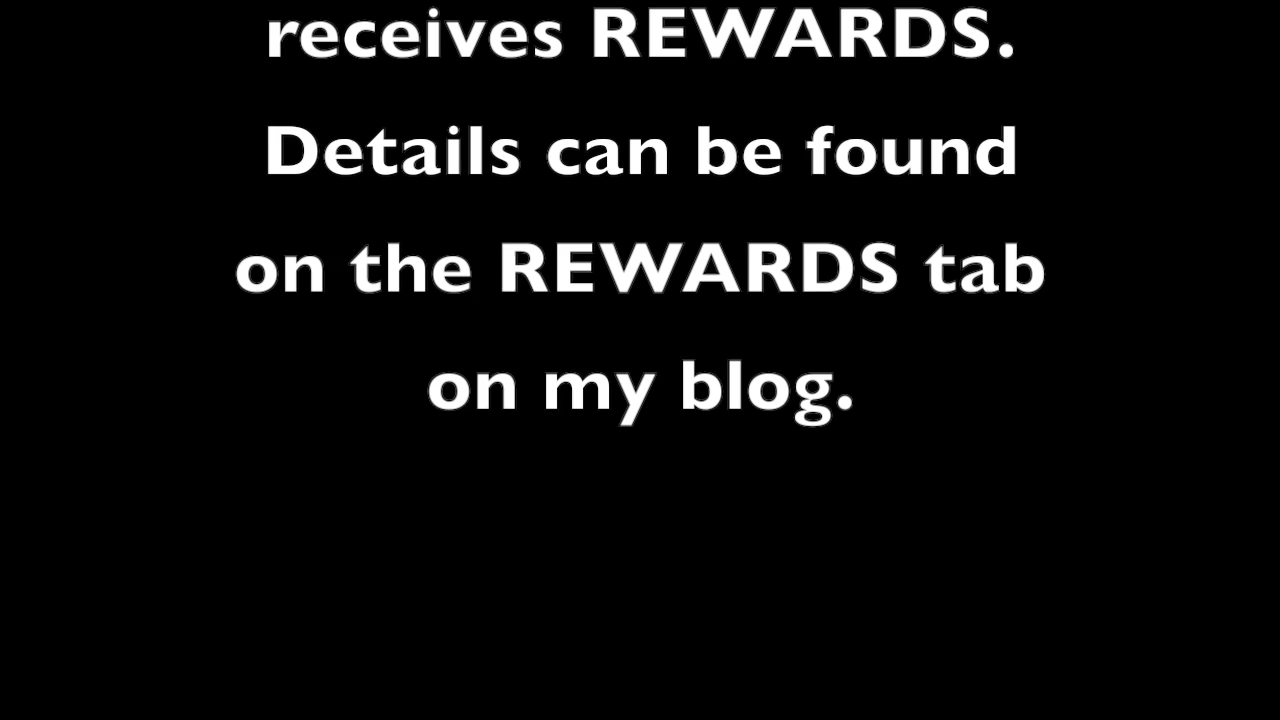 receives REWARDS.
Details can be found
on the REWARDS tab
on my blog.